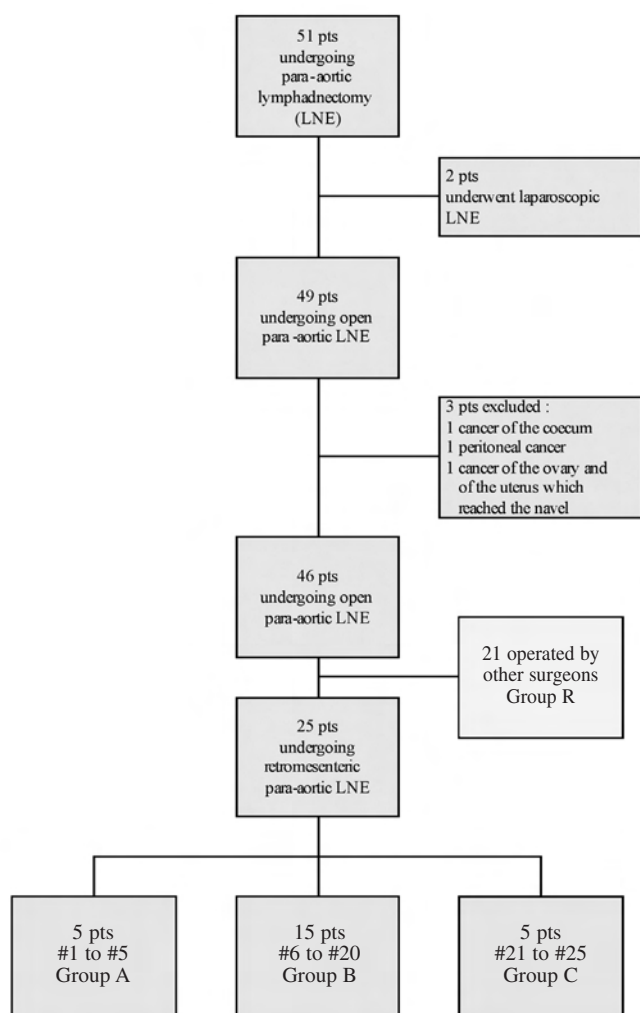 51 pts
undergoing
para-aortic
lymphadnectomy
(LNE)
2 pts
underwent laparoscopic
LNE
49 pts
undergoing open
para-aortic LNE
3 pts excluded :
1 cancer of the coecum
1 peritoneal cancer
1 cancer of the ovary and
of the uterus which
reached the navel
46 pts
undergoing open
para-aortic LNE
21 operated by
other surgeons
Group R
25 pts
undergoing
retromesenteric
para-aortic LNE
5 pts
#1 to #5
Group A
15 pts
#6 to #20
Group B
5 pts
#21 to #25
Group C